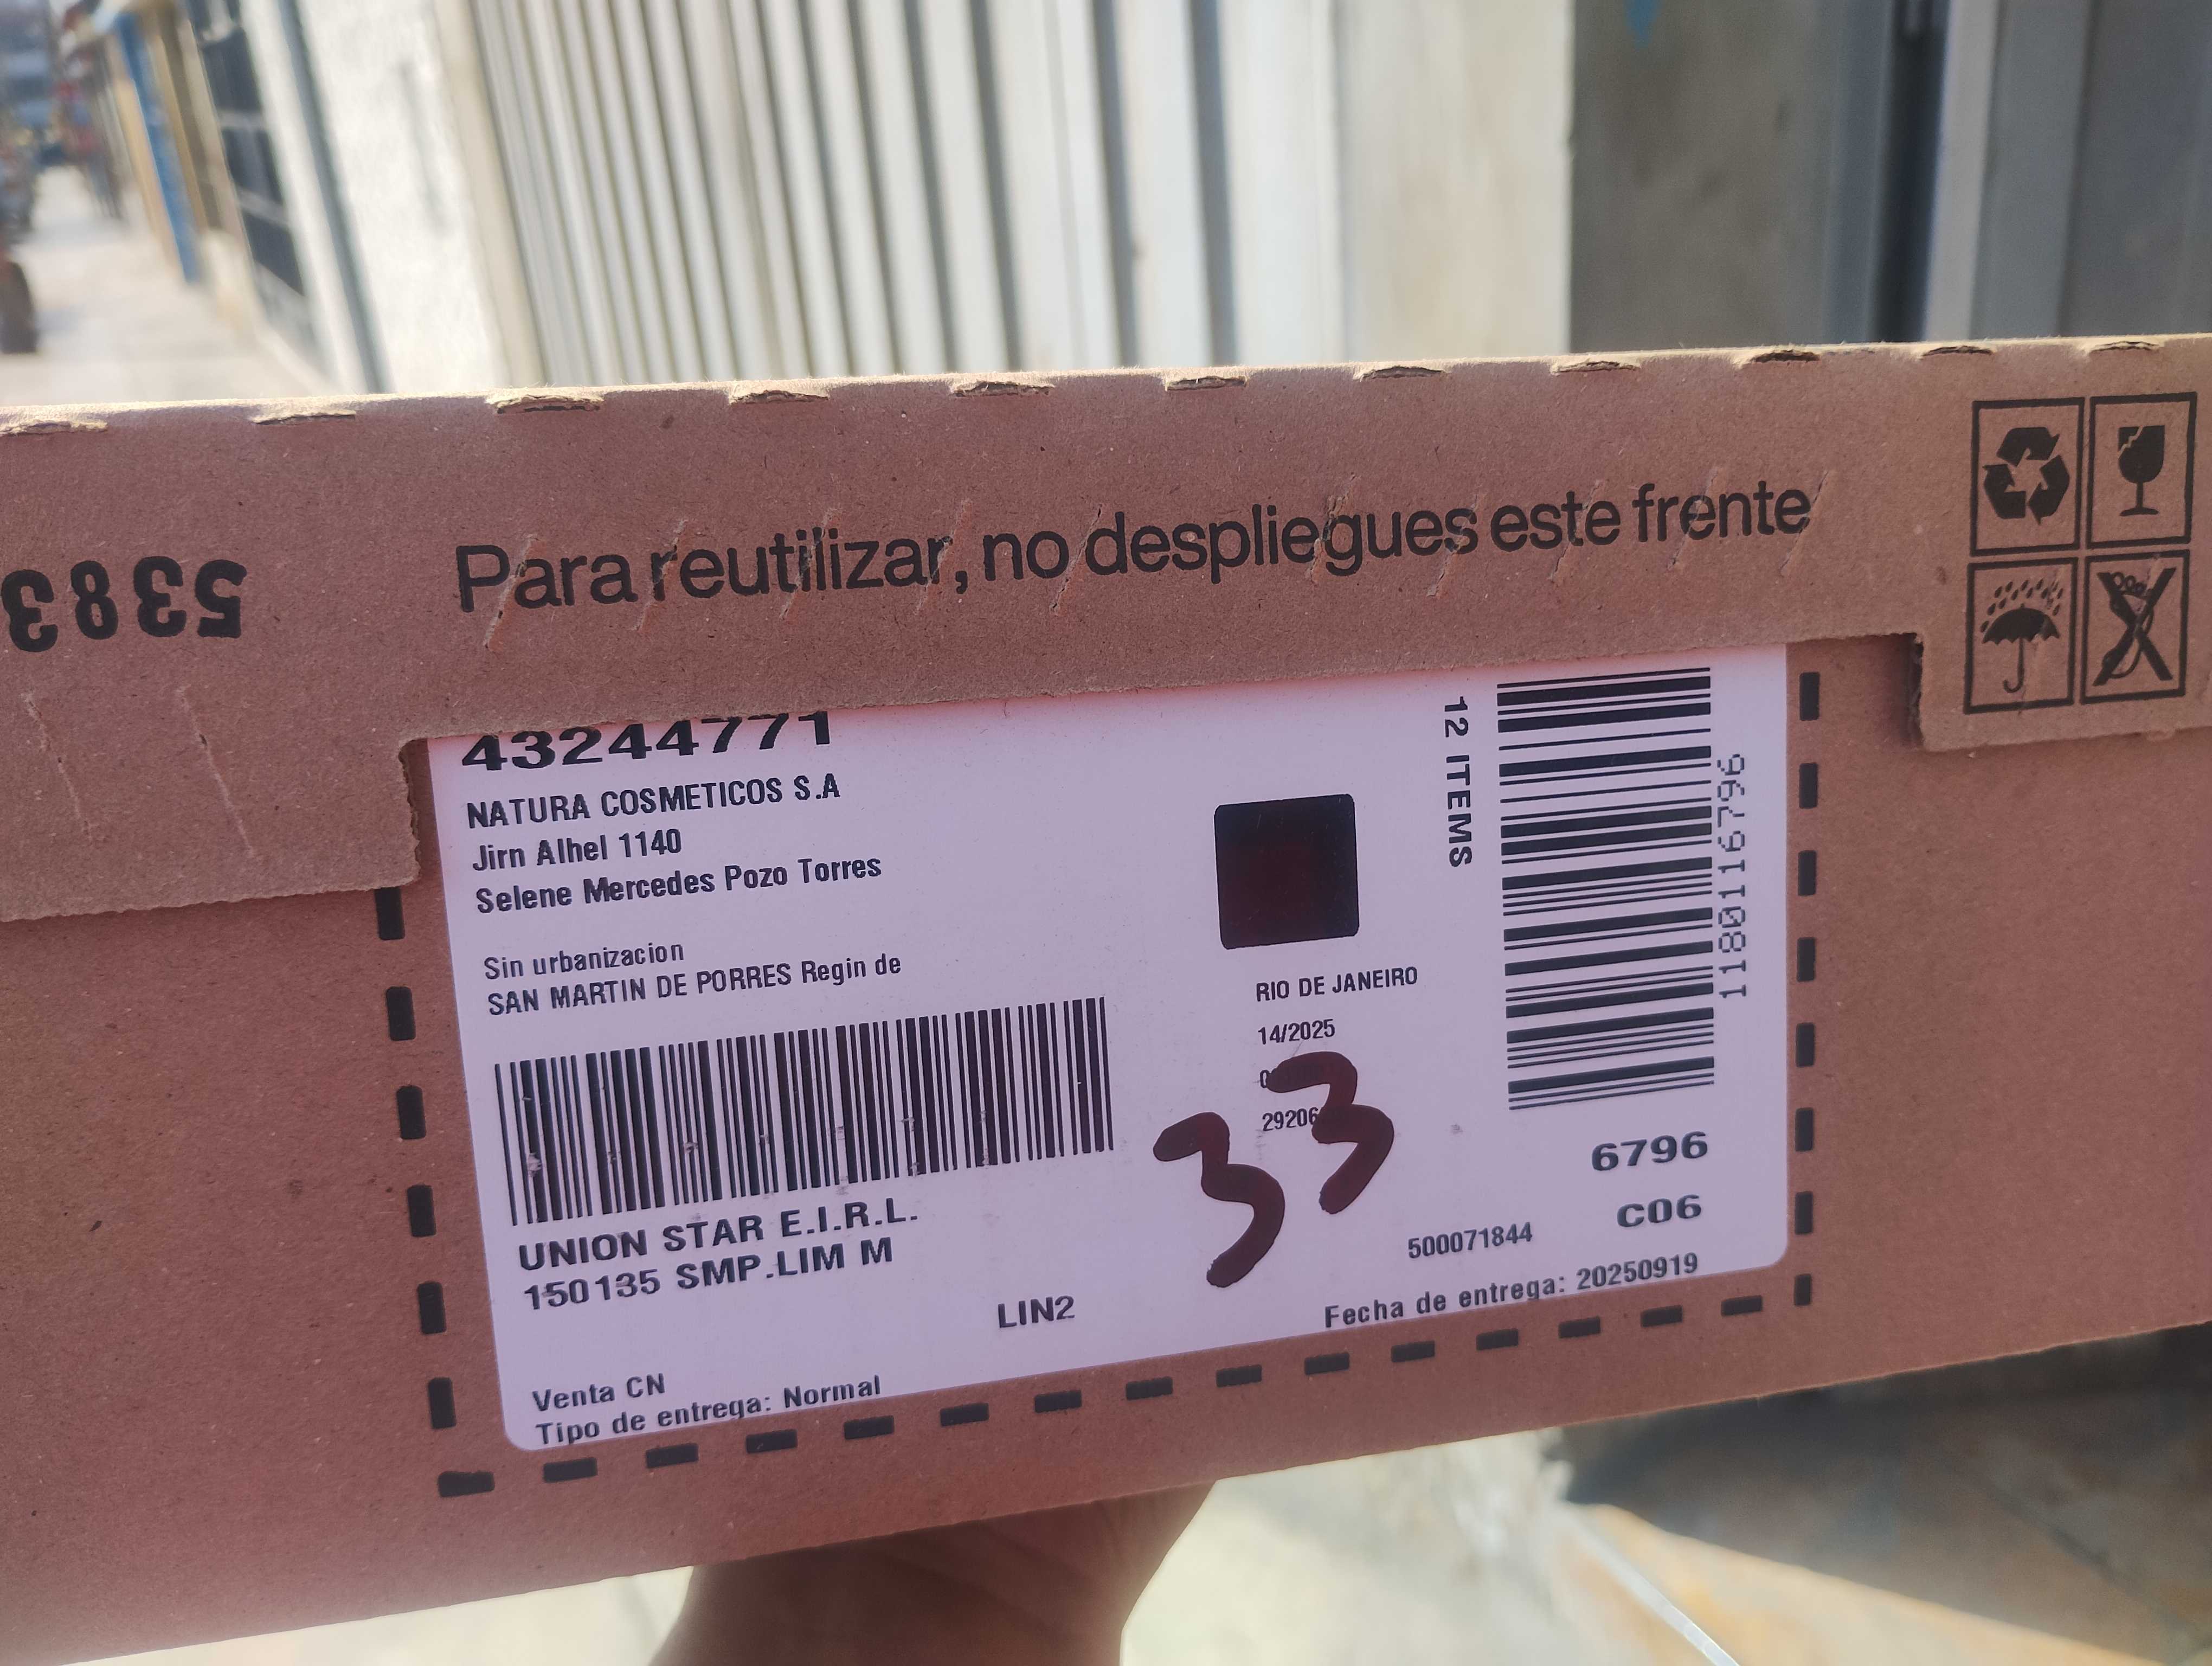 Para reutilizar, no despliegues este frente
5383
43244771
NATURA COSMETICOS S.A
Jirn Alhel 1140
Selene Mercedes Pozo Torres
Sin urbanizacion
SAN MARTIN DE PORRES Regin de
UNION STAR E.I.R.L.
150135 SMP.LIM M
LIN2
Venta CN
Tipo de entrega: Normal
RIO DE JANEIRO
14/2025
33
12 ITEMS
1180116796
6796
C06
500071844
Fecha de entrega: 20250919